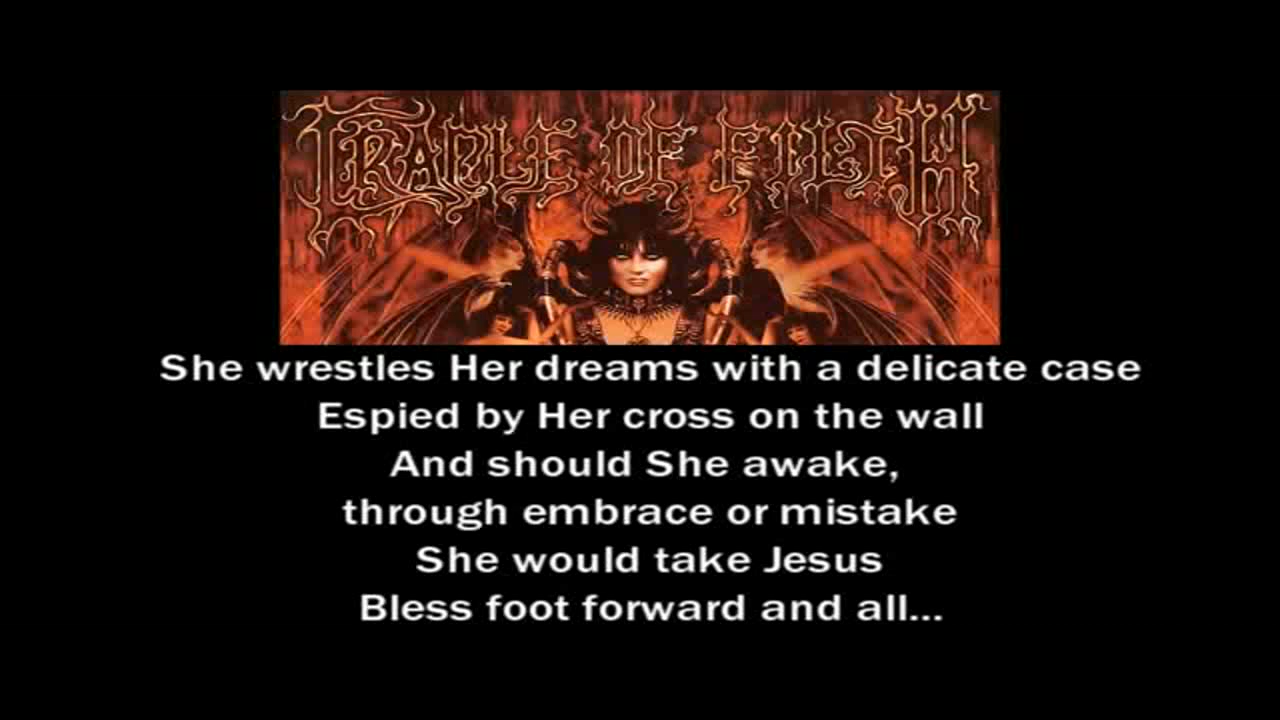 CRADLE OF FILTH
She wrestles Her dreams with a delicate case
Espied by Her cross on the wall
And should She awake,
through embrace or mistake
She would take Jesus
Bless foot forward and all...